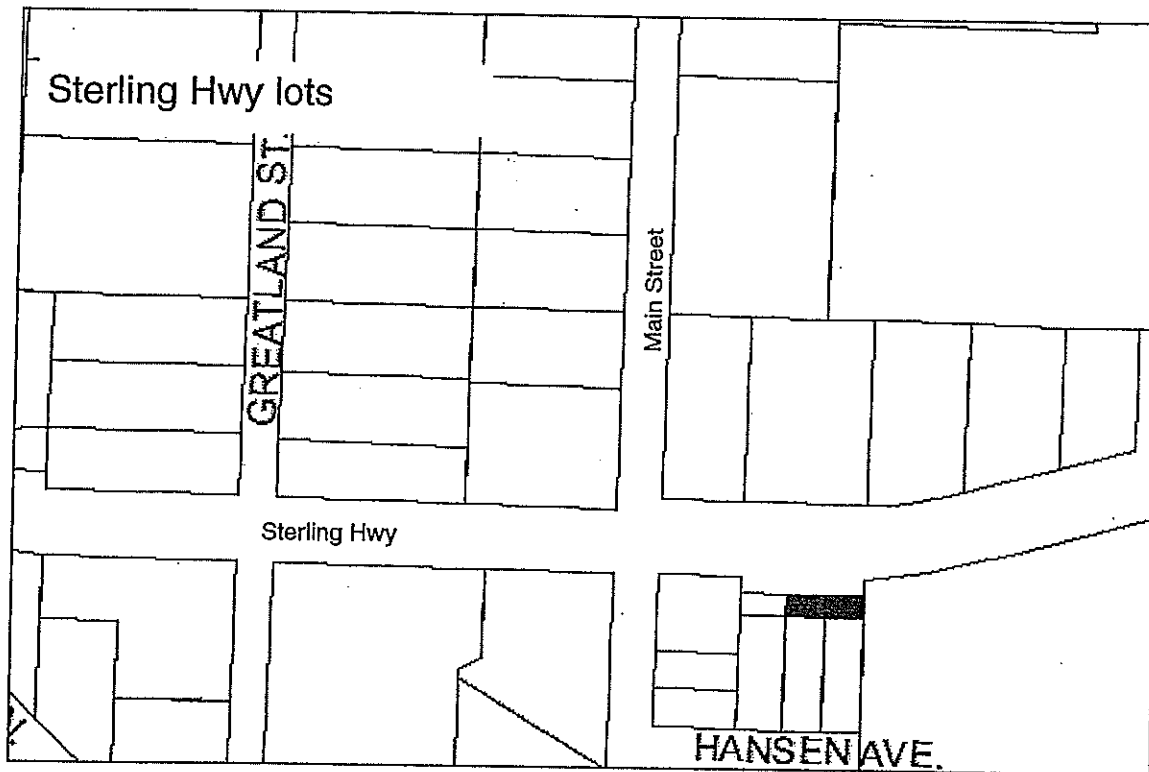 Sterling Hwy lots
GREATLAND ST.
Main Street
Sterling Hwy
HANSEN AVE.